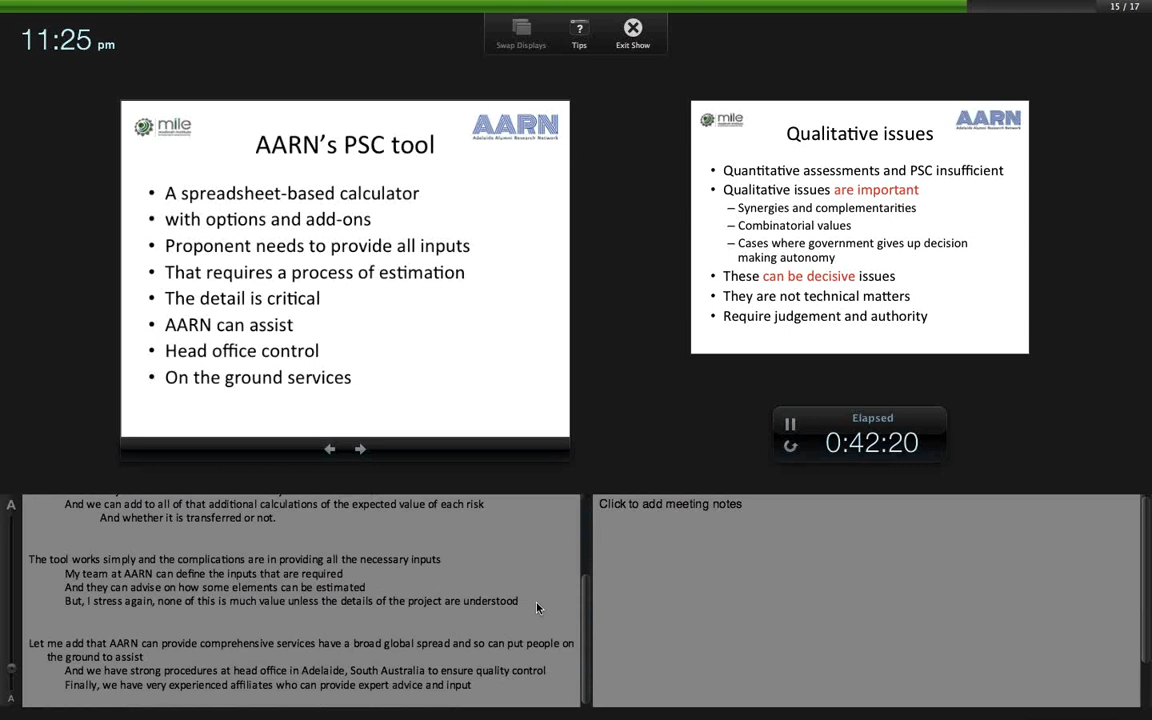 15 / 17
11:25 pm
Swap Displays
?
Tips
Exit Show
mile
AARN
Adelaide Alumni Research Network
AARN's PSC tool
• A spreadsheet-based calculator
• with options and add-ons
• Proponent needs to provide all inputs
• That requires a process of estimation
• The detail is critical
• AARN can assist
• Head office control
• On the ground services
mile
AARN
Adelaide Alumni Research Network
Qualitative issues
• Quantitative assessments and PSC insufficient
• Qualitative issues are important
– Synergies and complementarities
– Combinatorial values
– Cases where government gives up decision
making autonomy
• These can be decisive issues
• They are not technical matters
• Require judgement and authority
Elapsed
0:42:20
A
And we can add to all of that additional calculations of the expected value of each risk
And whether it is transferred or not.
The tool works simply and the complications are in providing all the necessary inputs
My team at AARN can define the inputs that are required
And they can advise on how some elements can be estimated
But, I stress again, none of this is much value unless the details of the project are understood
Let me add that AARN can provide comprehensive services have a broad global spread and so can put people on
the ground to assist
And we have strong procedures at head office in Adelaide, South Australia to ensure quality control
Finally, we have very experienced affiliates who can provide expert advice and input
A
Click to add meeting notes